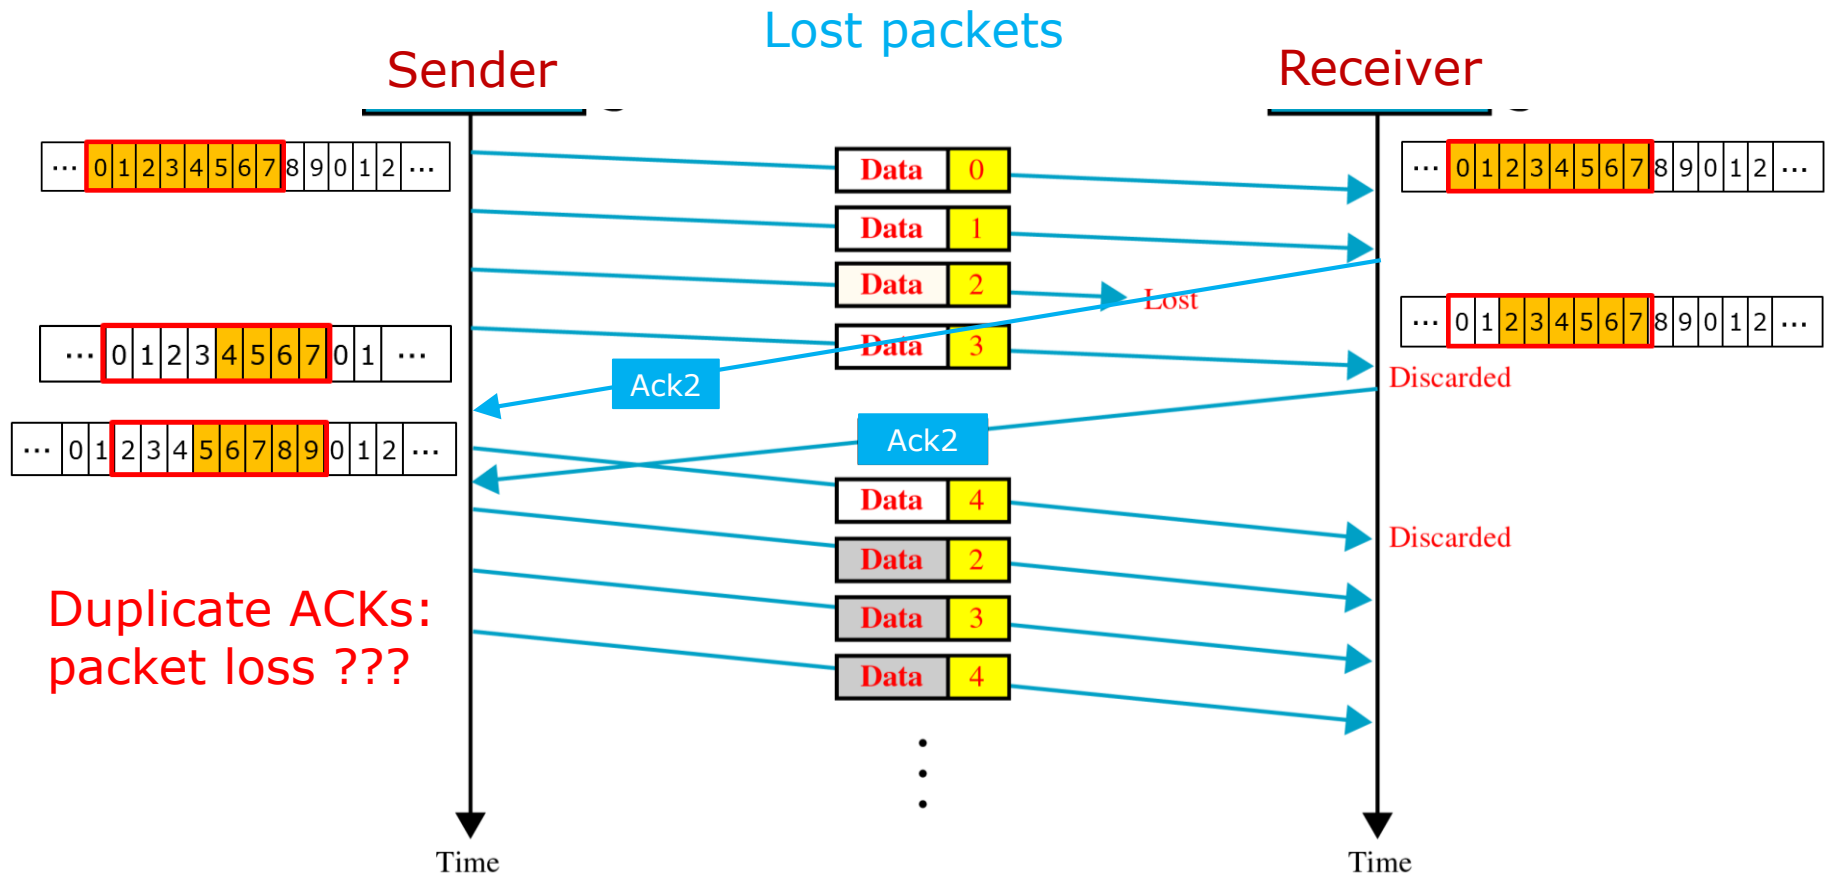 Lost packets
Sender
Receiver
... 0 1 2 3 4 5 6 7 8 9 0 1 2 ...
Data 0
... 0 1 2 3 4 5 6 7 8 9 0 1 2 ...
Data 1
Data 2
Lost
... 0 1 2 3 4 5 6 7 8 9 0 1 2 ...
... 0 1 2 3 4 5 6 7 0 1 ...
Data 3
Discarded
Ack2
... 0 1 2 3 4 5 6 7 8 9 0 1 2 ...
Ack2
Data 4
Discarded
Data 2
Duplicate ACKs:
packet loss ???
Data 3
Data 4
Time
Time